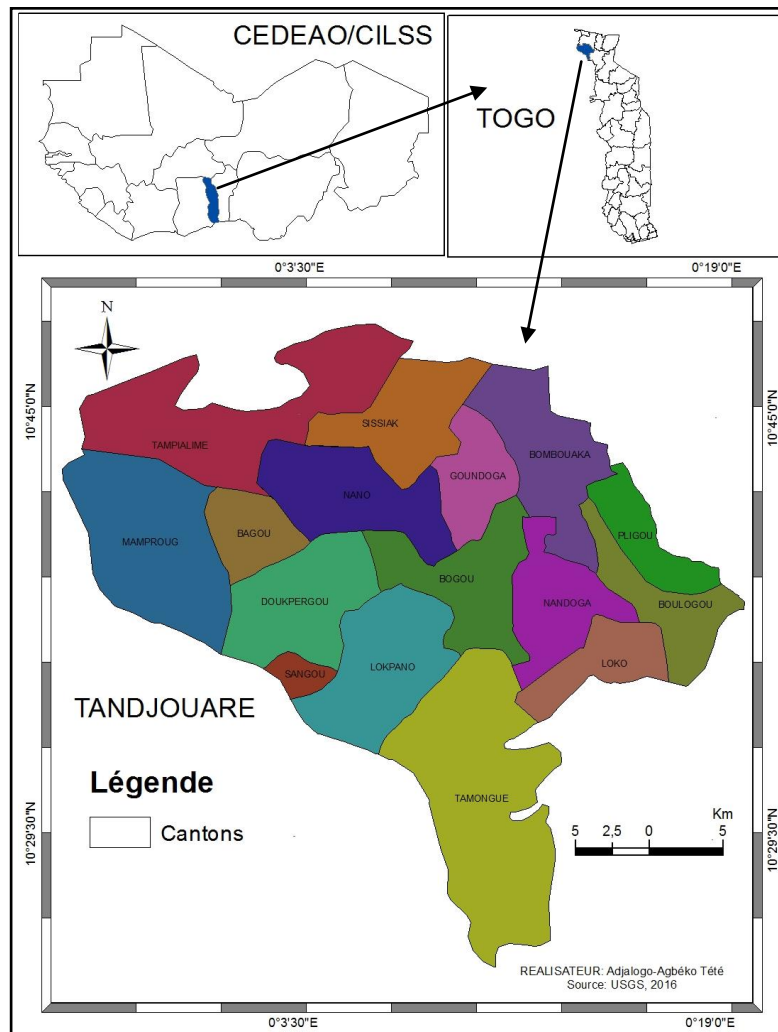 CEDEAO/CILSS
TOGO
0°3'30"E
0°19'0"E
N
10°45'0"N
10°45'0"N
SISSIAK
TAMPIALIME
BOMBOUAKA
GOUNDOGA
NANO
PLIGOU
BAGOU
MAMPROUG
BOGOU
DOUKPERGOU
NANDOGA
BOULOGOU
LOKO
LOKPANO
SANGOU
TANDJOUARE
Légende
Cantons
TAMONGUE
Km
5 2,5 0 5
10°29'30"N
10°29'30"N
REALISATEUR: Adjalogo-Agbéko Tété
Source: USGS, 2016
0°3'30"E
0°19'0"E